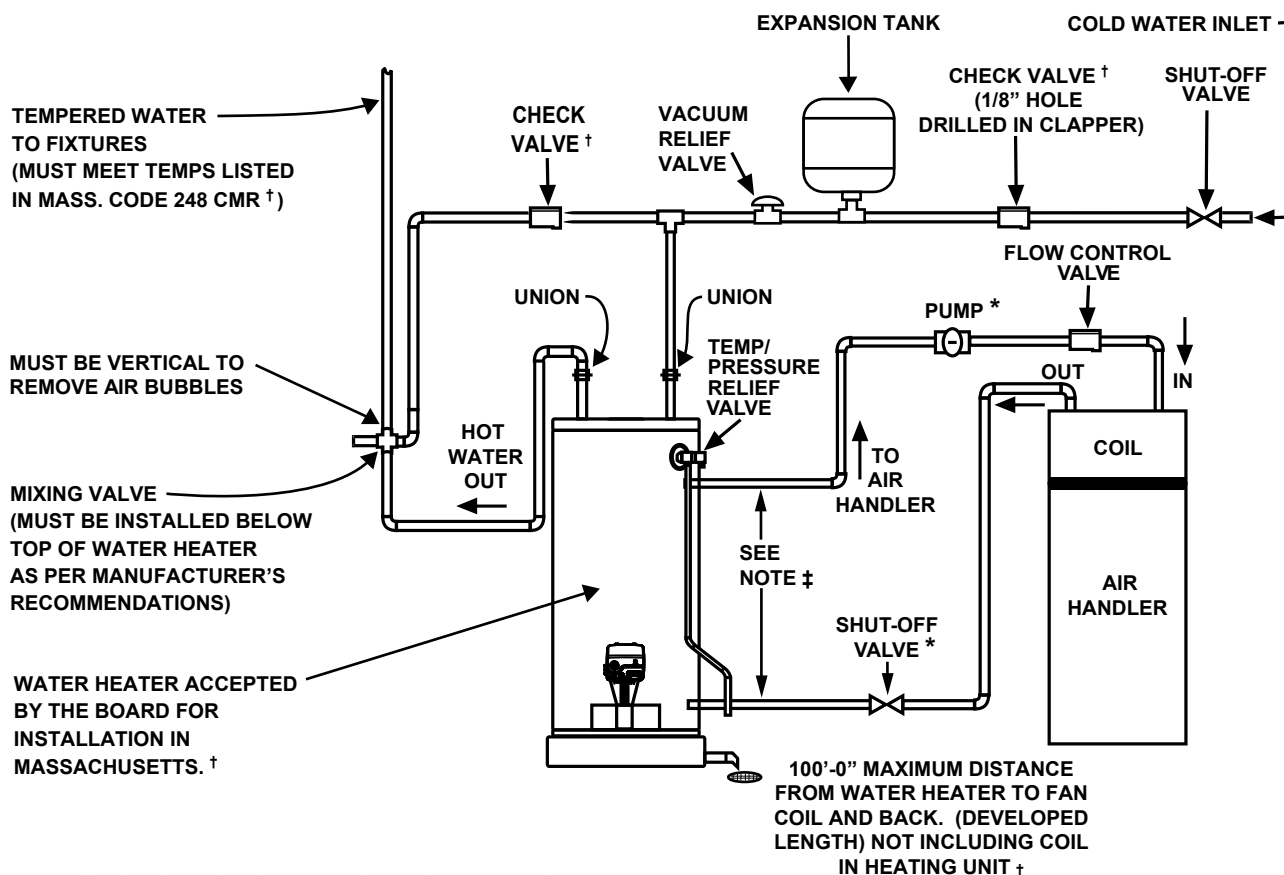 EXPANSION TANK
COLD WATER INLET
TEMPERED WATER
TO FIXTURES
(MUST MEET TEMPS LISTED
IN MASS. CODE 248 CMR †)
CHECK
VALVE †
VACUUM
RELIEF
VALVE
CHECK VALVE †
(1/8” HOLE
DRILLED IN CLAPPER)
SHUT-OFF
VALVE
FLOW CONTROL
VALVE
UNION
UNION
PUMP *
MUST BE VERTICAL TO
REMOVE AIR BUBBLES
TEMP/
PRESSURE
RELIEF
VALVE
OUT
IN
HOT
WATER
OUT
TO
AIR
HANDLER
COIL
MIXING VALVE
(MUST BE INSTALLED BELOW
TOP OF WATER HEATER
AS PER MANUFACTURER’S
RECOMMENDATIONS)
SEE
NOTE ‡
AIR
HANDLER
SHUT-OFF
VALVE *
WATER HEATER ACCEPTED
BY THE BOARD FOR
INSTALLATION IN
MASSACHUSETTS. †
100’-0” MAXIMUM DISTANCE
FROM WATER HEATER TO FAN
COIL AND BACK. (DEVELOPED
LENGTH) NOT INCLUDING COIL
IN HEATING UNIT †